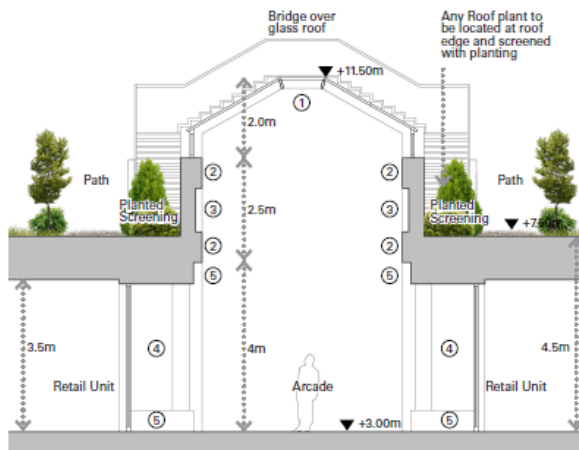 Bridge over
glass roof
Any Roof plant to
be located at roof
edge and screened
with planting
+11.50m
1
2.0m
2
2
Path
Planted
Screening
3
2.5m
3
Planted
Screening
Path
+7.50m
2
2
5
5
3.5m
4
4m
4
4.5m
Retail Unit
Arcade
Retail Unit
5
+3.00m
5